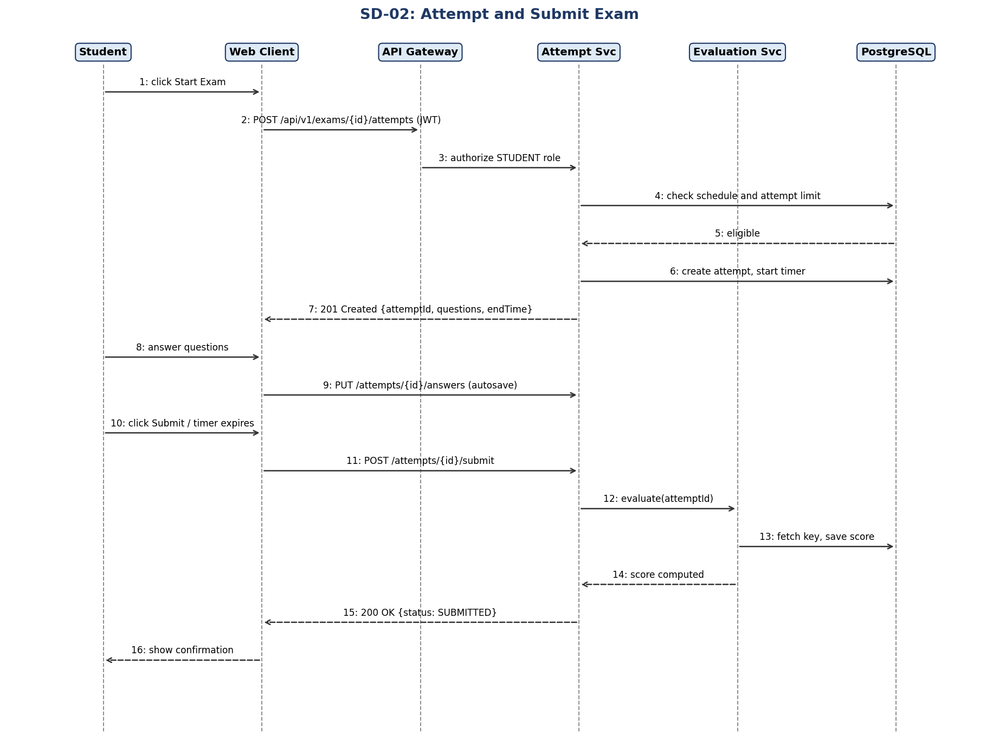 SD-02: Attempt and Submit Exam
Student
Web Client
API Gateway
Attempt Svc
Evaluation Svc
PostgreSQL
1: click Start Exam
2: POST /api/v1/exams/{id}/attempts (JWT)
3: authorize STUDENT role
4: check schedule and attempt limit
5: eligible
6: create attempt, start timer
7: 201 Created {attemptId, questions, endTime}
8: answer questions
9: PUT /attempts/{id}/answers (autosave)
10: click Submit / timer expires
11: POST /attempts/{id}/submit
12: evaluate(attemptId)
13: fetch key, save score
14: score computed
15: 200 OK {status: SUBMITTED}
16: show confirmation